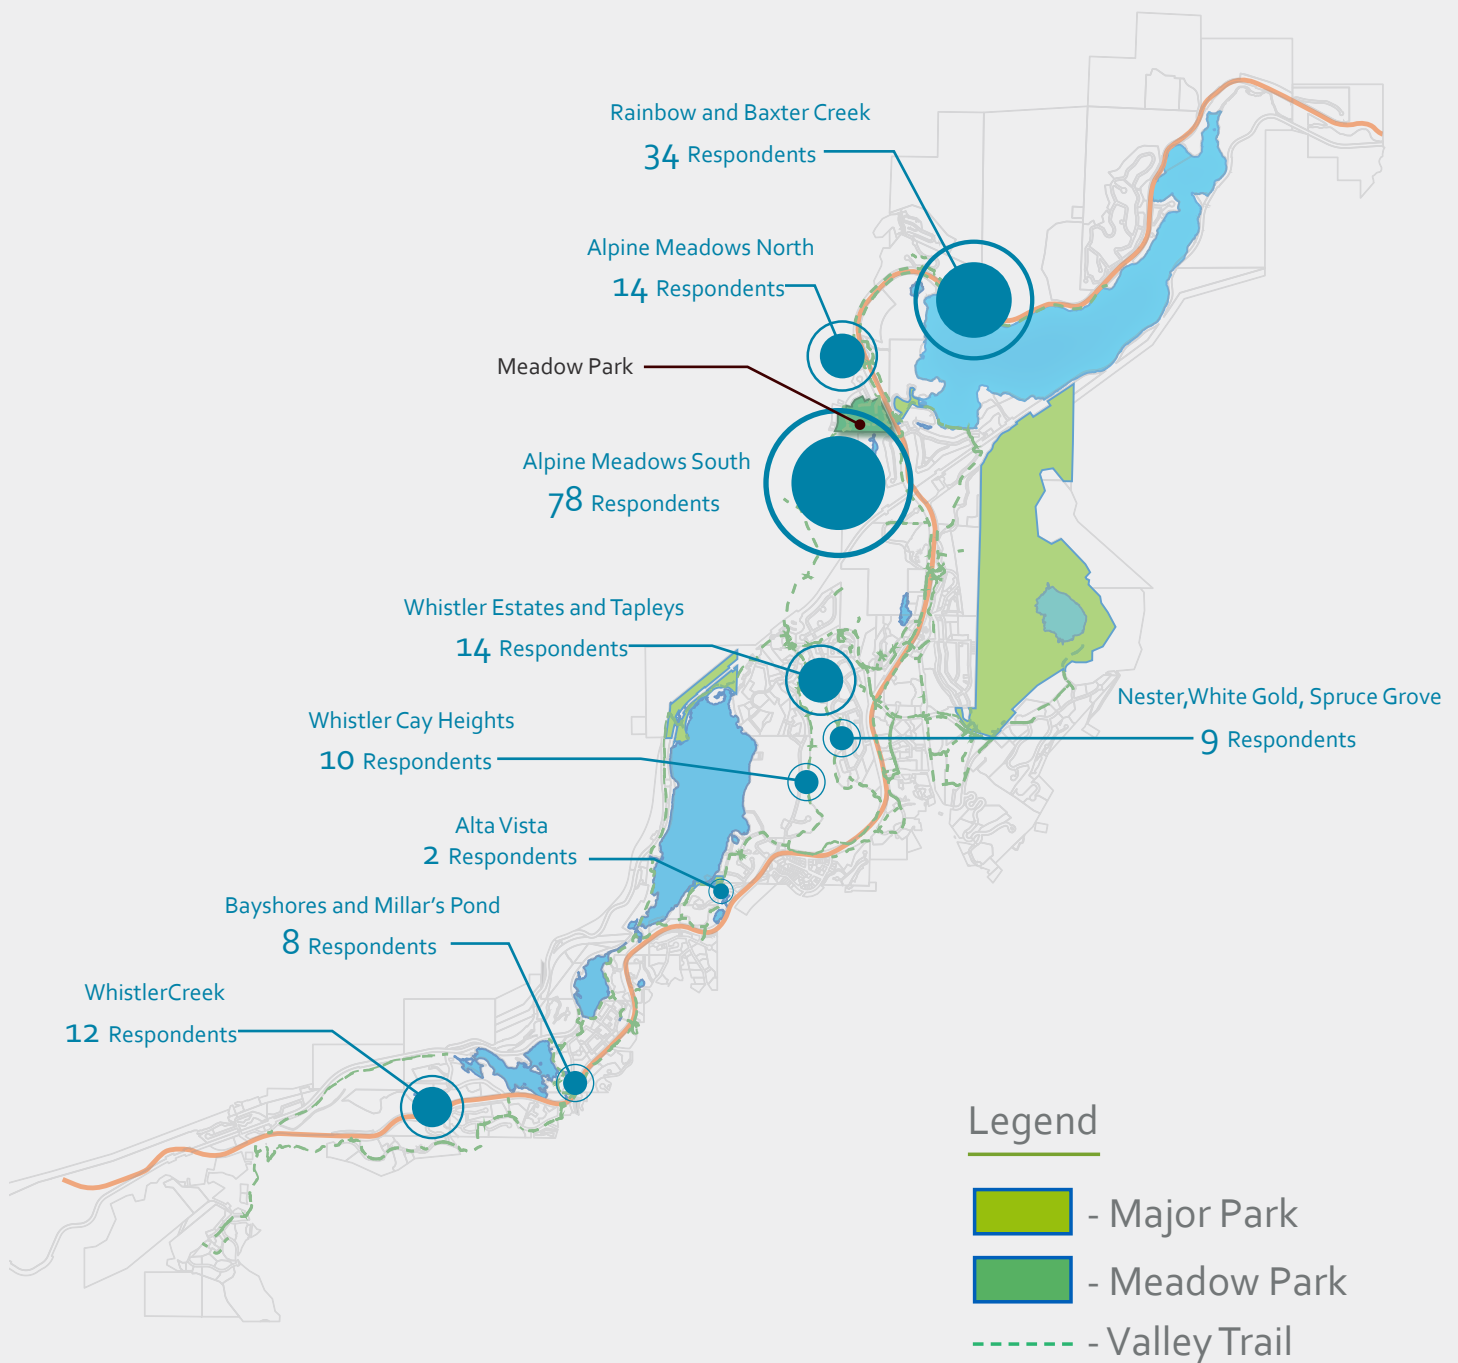 Rainbow and Baxter Creek
34 Respondents
Alpine Meadows North
14 Respondents
Meadow Park
Alpine Meadows South
78 Respondents
Whistler Estates and Tapleys
14 Respondents
Nester,White Gold, Spruce Grove
9 Respondents
Whistler Cay Heights
10 Respondents
Alta Vista
2 Respondents
Bayshores and Millar's Pond
8 Respondents
WhistlerCreek
12 Respondents
Legend
- Major Park
- Meadow Park
- Valley Trail